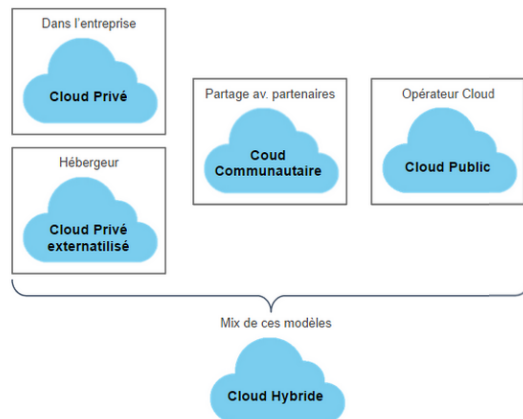 Dans l'entreprise
Cloud Privé
Hébergeur
Cloud Privé
externatilisé
Partage av. partenaires
Coud
Communautaire
Opérateur Cloud
Cloud Public
Mix de ces modèles
Cloud Hybride